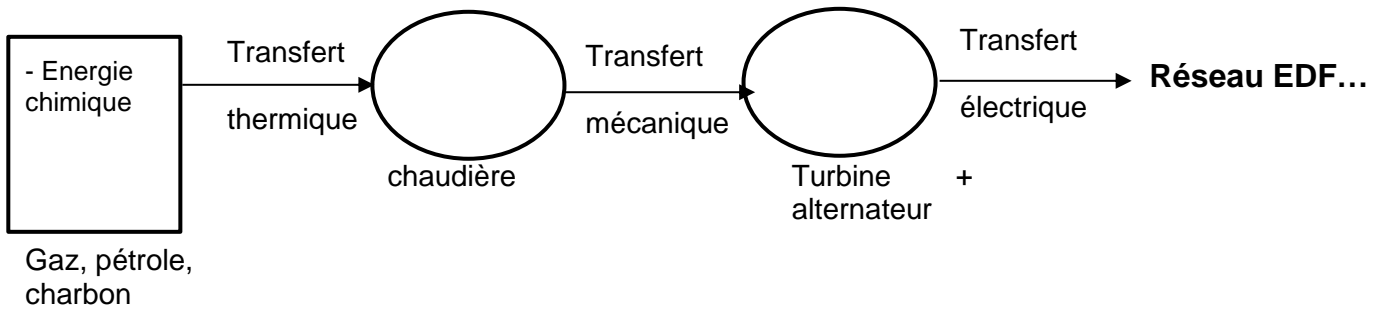 - Energie
chimique
Gaz, pétrole,
charbon
Transfert
thermique
chaudière
Transfert
mécanique
Turbine +
alternateur
Transfert
électrique
Réseau EDF…